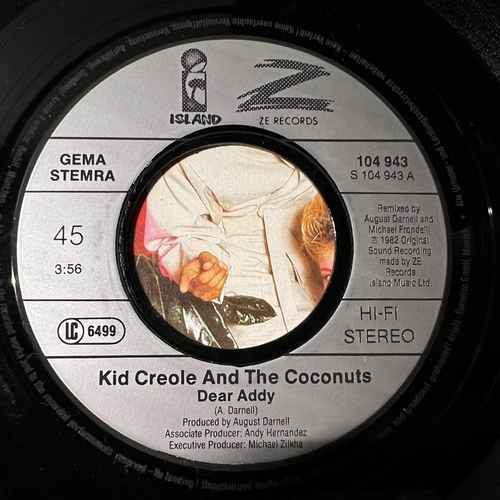 ISLAND
ZE RECORDS
GEMA
STEMRA
104 943
S 104 943 A
45
3:56
LC 6499
Remixed by
August Darnell and
Michael Frondelli
℗ 1982 Original
Sound Recording
made by ZE
Records
Island Music Ltd.
HI-FI
STEREO
Kid Creole And The Coconuts
Dear Addy
(A. Darnell)
Produced by August Darnell
Associate Producer: Andy Hernandez
Executive Producer: Michael Zilkha